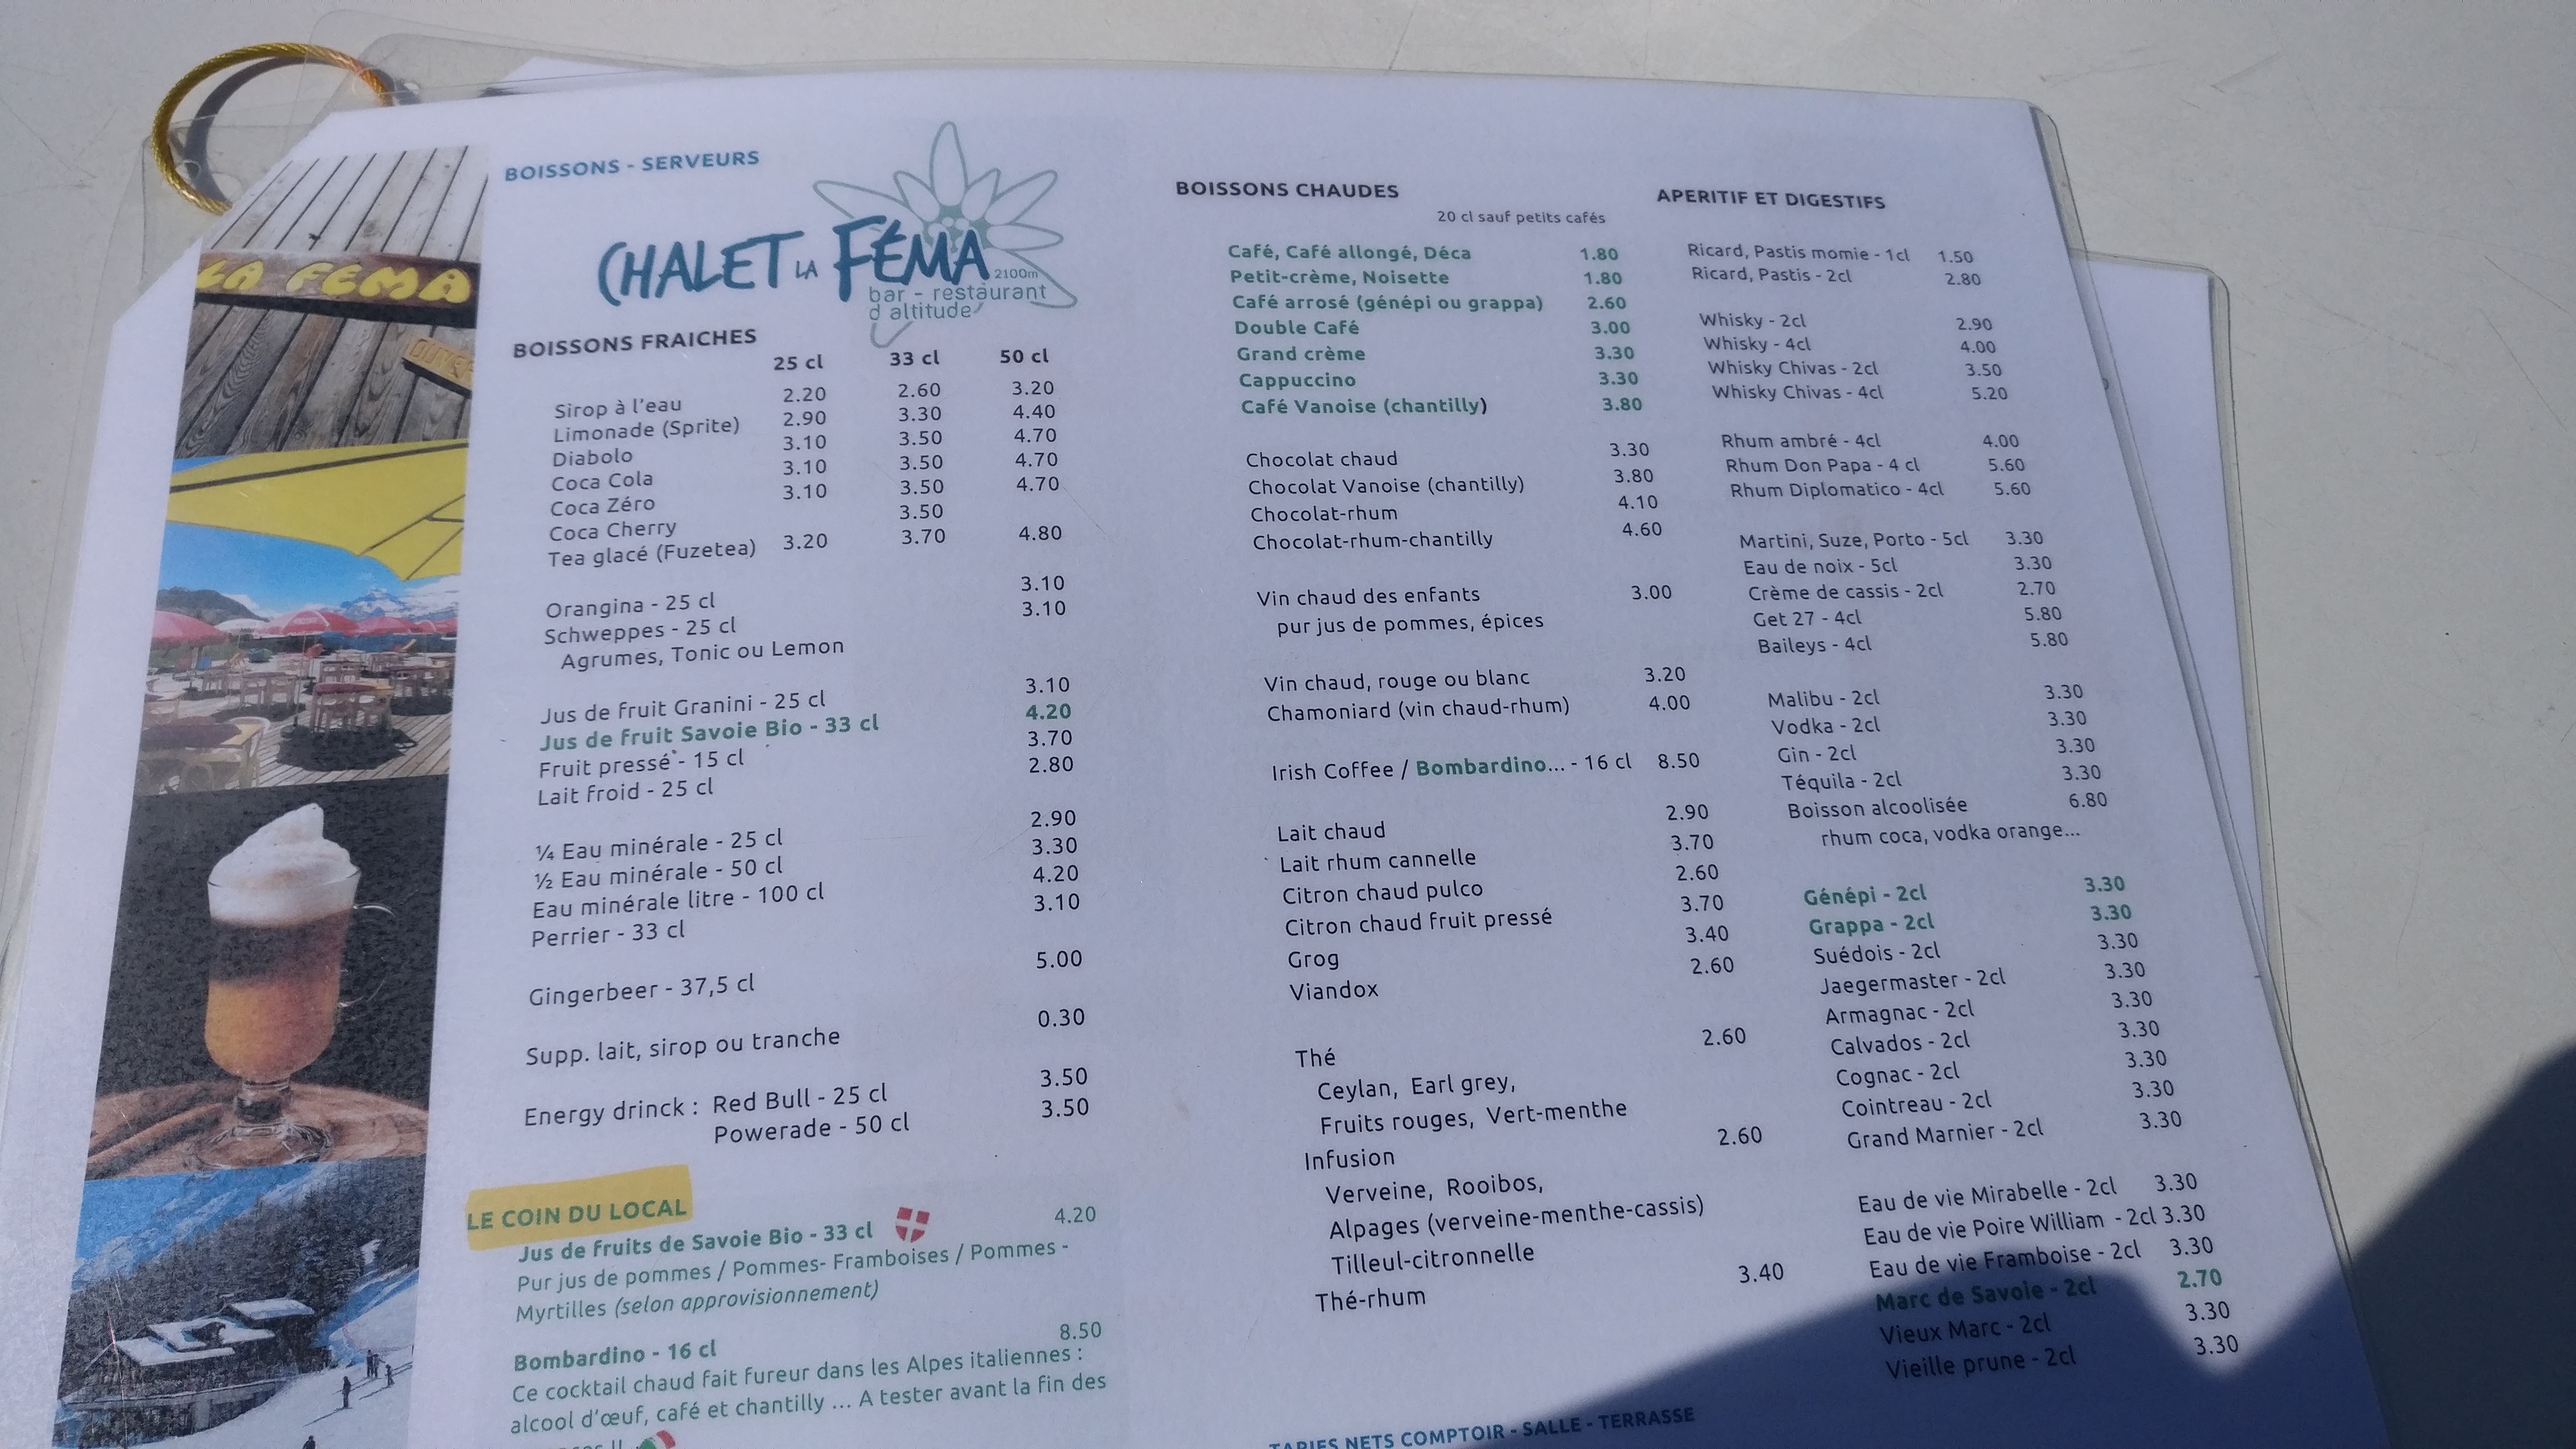 LA FEMA
BOISSONS - SERVEURS
CHALET LA FÉMA
2100m
bar - restaurant
d altitude
BOISSONS FRAICHES
25 cl 33 cl 50 cl
Sirop à l'eau 2.20 2.60 3.20
Limonade (Sprite) 2.90 3.30 4.40
Diabolo 3.10 3.50 4.70
Coca Cola 3.10 3.50 4.70
Coca Zéro 3.10 3.50 4.70
Coca Cherry 3.50
Tea glacé (Fuzetea) 3.20 3.70 4.80
Orangina - 25 cl 3.10
Schweppes - 25 cl 3.10
Agrumes, Tonic ou Lemon
Jus de fruit Granini - 25 cl 3.10
Jus de fruit Savoie Bio - 33 cl 4.20
Fruit pressé - 15 cl 3.70
Lait froid - 25 cl 2.80
¼ Eau minérale - 25 cl 2.90
½ Eau minérale - 50 cl 3.30
Eau minérale litre - 100 cl 4.20
Perrier - 33 cl 3.10
Gingerbeer - 37,5 cl 5.00
Supp. lait, sirop ou tranche 0.30
Energy drinck : Red Bull - 25 cl 3.50
Powerade - 50 cl 3.50
LE COIN DU LOCAL
Jus de fruits de Savoie Bio - 33 cl 4.20
Pur jus de pommes / Pommes- Framboises / Pommes -
Myrtilles (selon approvisionnement)
Bombardino - 16 cl 8.50
Ce cocktail chaud fait fureur dans les Alpes italiennes :
alcool d'œuf, café et chantilly ... A tester avant la fin des
BOISSONS CHAUDES
20 cl sauf petits cafés
Café, Café allongé, Déca 1.80
Petit-crème, Noisette 1.80
Café arrosé (génépi ou grappa) 2.60
Double Café 3.00
Grand crème 3.30
Cappuccino 3.30
Café Vanoise (chantilly) 3.80
Chocolat chaud 3.30
Chocolat Vanoise (chantilly) 3.80
Chocolat-rhum 4.10
Chocolat-rhum-chantilly 4.60
Vin chaud des enfants 3.00
pur jus de pommes, épices
Vin chaud, rouge ou blanc 3.20
Chamoniard (vin chaud-rhum) 4.00
Irish Coffee / Bombardino... - 16 cl 8.50
Lait chaud 2.90
Lait rhum cannelle 3.70
Citron chaud pulco 2.60
Citron chaud fruit pressé 3.70
Grog 3.40
Viandox 2.60
Thé 2.60
Ceylan, Earl grey,
Fruits rouges, Vert-menthe
Infusion 2.60
Verveine, Rooibos,
Alpages (verveine-menthe-cassis)
Tilleul-citronnelle
Thé-rhum 3.40
APERITIF ET DIGESTIFS
Ricard, Pastis momie - 1cl 1.50
Ricard, Pastis - 2cl 2.80
Whisky - 2cl 2.90
Whisky - 4cl 4.00
Whisky Chivas - 2cl 3.50
Whisky Chivas - 4cl 5.20
Rhum ambré - 4cl 4.00
Rhum Don Papa - 4 cl 5.60
Rhum Diplomatico - 4cl 5.60
Martini, Suze, Porto - 5cl 3.30
Eau de noix - 5cl 3.30
Crème de cassis - 2cl 2.70
Get 27 - 4cl 5.80
Baileys - 4cl 5.80
Malibu - 2cl 3.30
Vodka - 2cl 3.30
Gin - 2cl 3.30
Téquila - 2cl 3.30
Boisson alcoolisée 6.80
rhum coca, vodka orange...
Génépi - 2cl 3.30
Grappa - 2cl 3.30
Suédois - 2cl 3.30
Jaegermaster - 2cl 3.30
Armagnac - 2cl 3.30
Calvados - 2cl 3.30
Cognac - 2cl 3.30
Cointreau - 2cl 3.30
Grand Marnier - 2cl 3.30
Eau de vie Mirabelle - 2cl 3.30
Eau de vie Poire William - 2cl 3.30
Eau de vie Framboise - 2cl 3.30
Marc de Savoie - 2cl 2.70
Vieux Marc - 2cl 3.30
Vieille prune - 2cl 3.30
NETS COMPTOIR - SALLE - TERRASSE